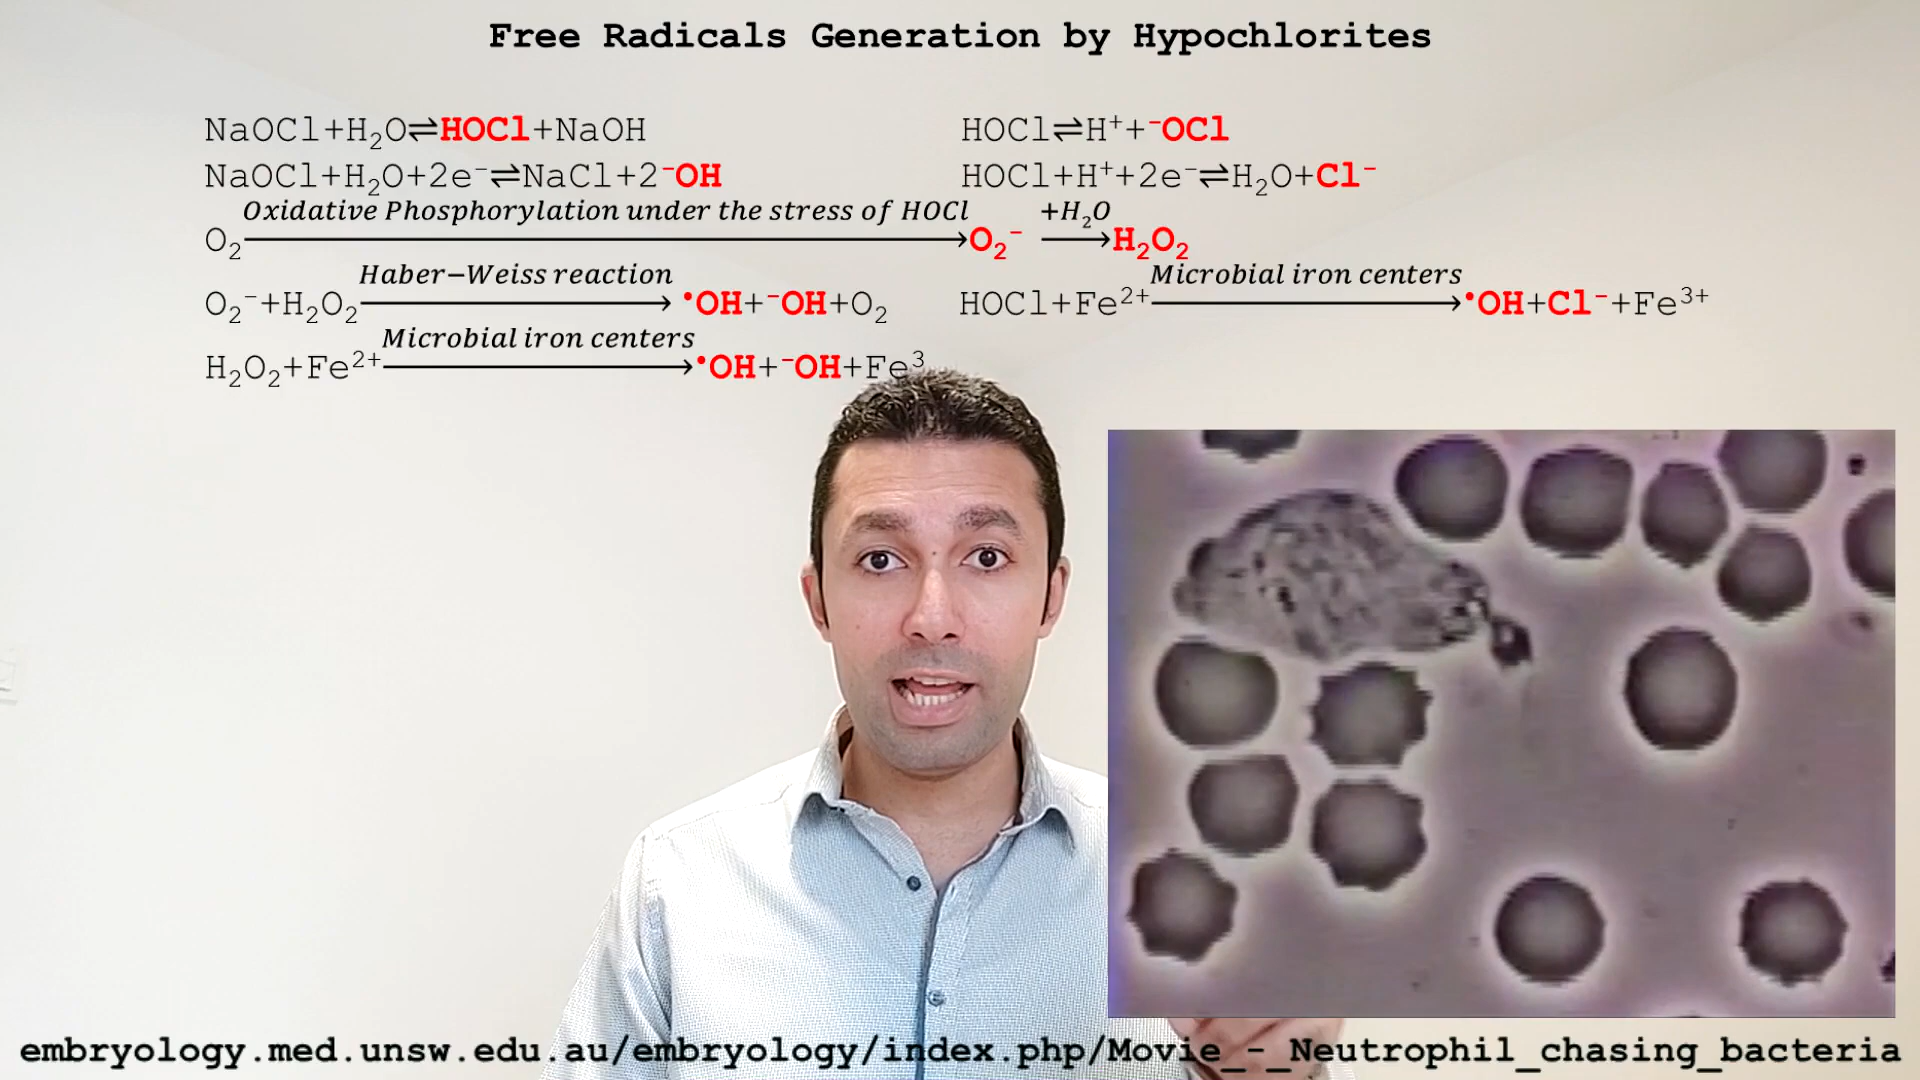 Free Radicals Generation by Hypochlorites
NaOCl+H₂O⇌HOCl+NaOH
HOCl⇌H⁺+⁻OCl
NaOCl+H₂O+2e⁻⇌NaCl+2⁻OH
HOCl+H⁺+2e⁻⇌H₂O+Cl⁻
Oxidative Phosphorylation under the stress of HOCl +H₂O
O₂⟶O₂⁻ ⟶H₂O₂
Haber−Weiss reaction
O₂⁻+H₂O₂⟶•OH+⁻OH+O₂
Microbial iron centers
HOCl+Fe²⁺⟶•OH+Cl⁻+Fe³⁺
Microbial iron centers
H₂O₂+Fe²⁺⟶•OH+⁻OH+Fe³
embryology.med.unsw.edu.au/embryology/index.php/Movie_-_Neutrophil_chasing_bacteria